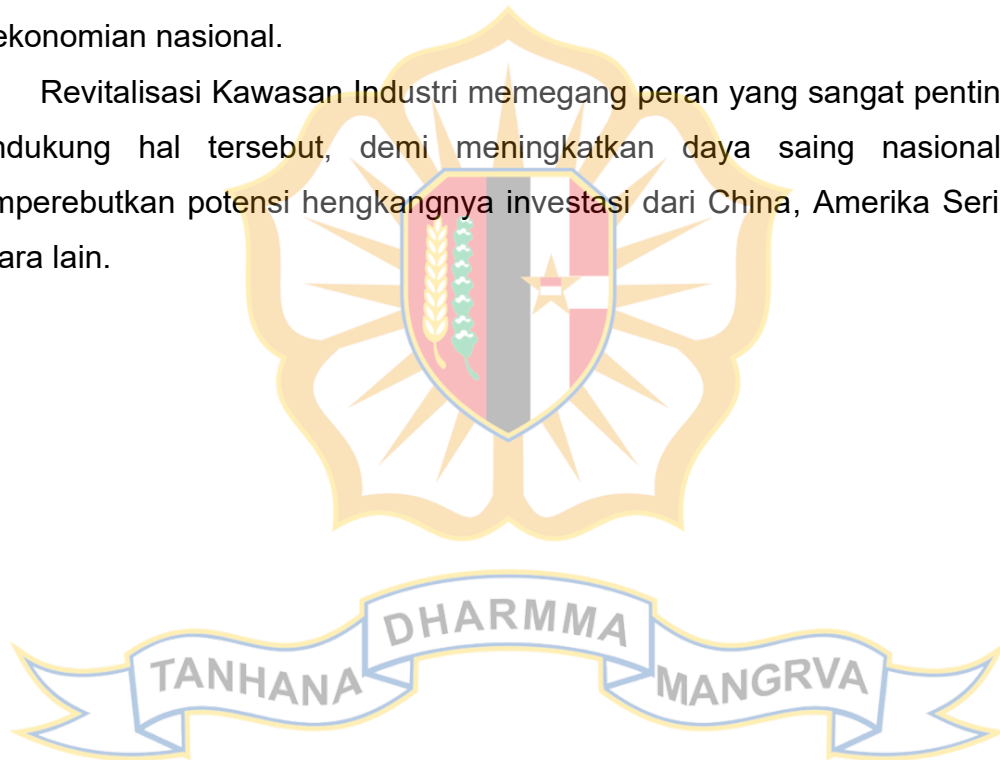 ekonomian nasional.
Revitalisasi Kawasan Industri memegang peran yang sangat pentin
ndukung hal tersebut, demi meningkatkan daya saing nasional
mperebutkan potensi hengkangnya investasi dari China, Amerika Seri
ara lain.
DHARMMA
TANHANA MANGRVA